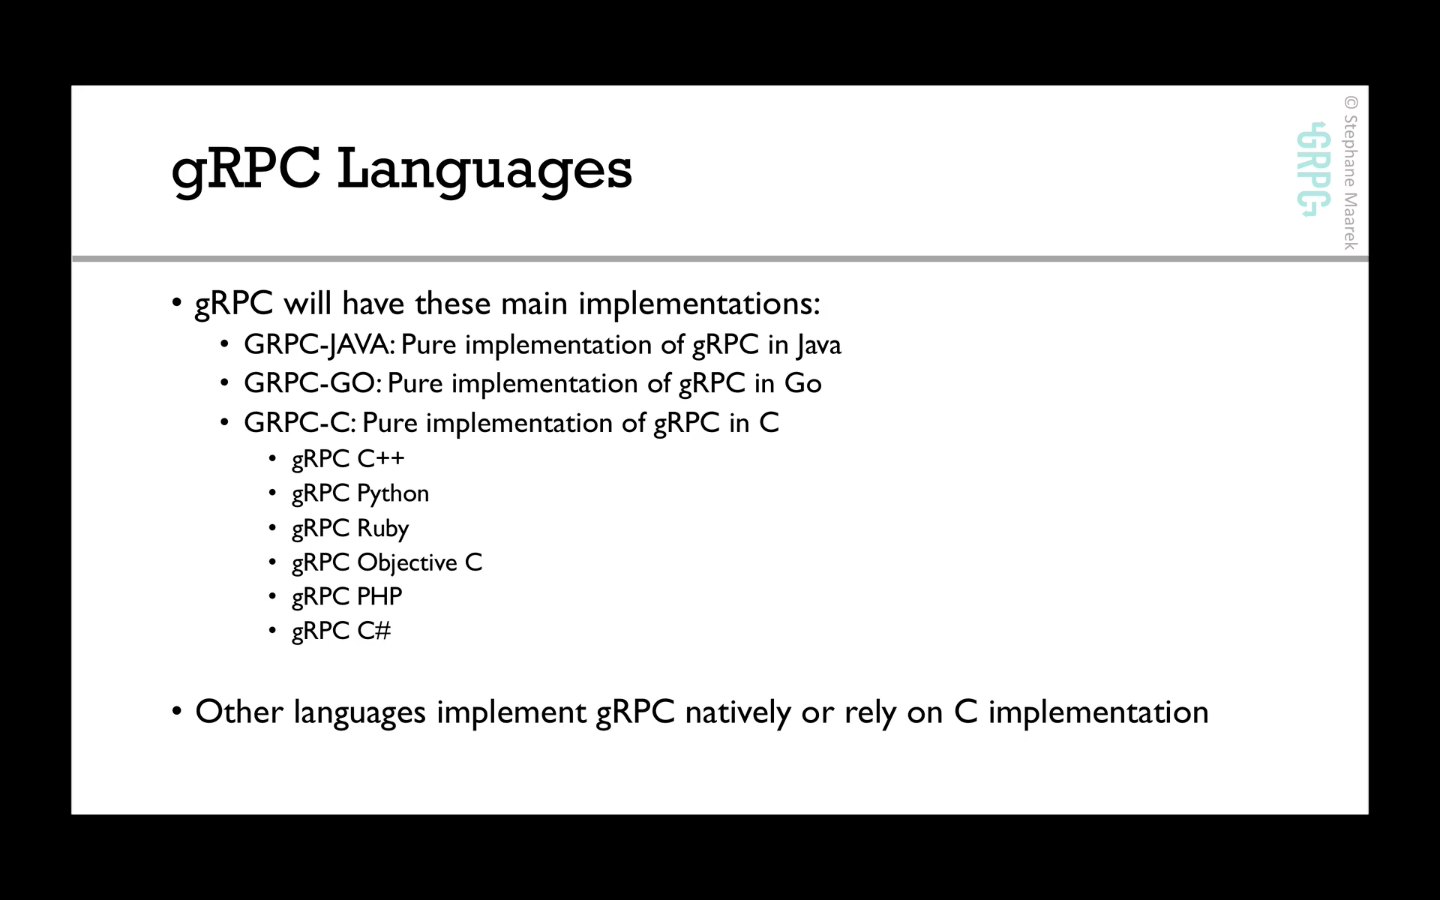 gRPC Languages
GRPC
© Stephane Maarek
• gRPC will have these main implementations:
• GRPC-JAVA: Pure implementation of gRPC in Java
• GRPC-GO: Pure implementation of gRPC in Go
• GRPC-C: Pure implementation of gRPC in C
• gRPC C++
• gRPC Python
• gRPC Ruby
• gRPC Objective C
• gRPC PHP
• gRPC C#
• Other languages implement gRPC natively or rely on C implementation